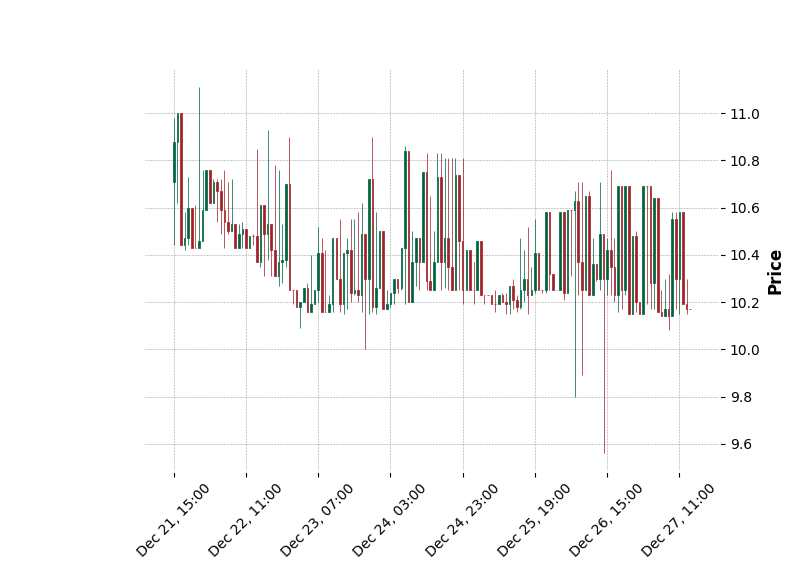 11.0
10.8
10.6
10.4
10.2
10.0
9.8
9.6
Price
Dec 21, 15:00
Dec 22, 11:00
Dec 23, 07:00
Dec 24, 03:00
Dec 24, 23:00
Dec 25, 19:00
Dec 26, 15:00
Dec 27, 11:00